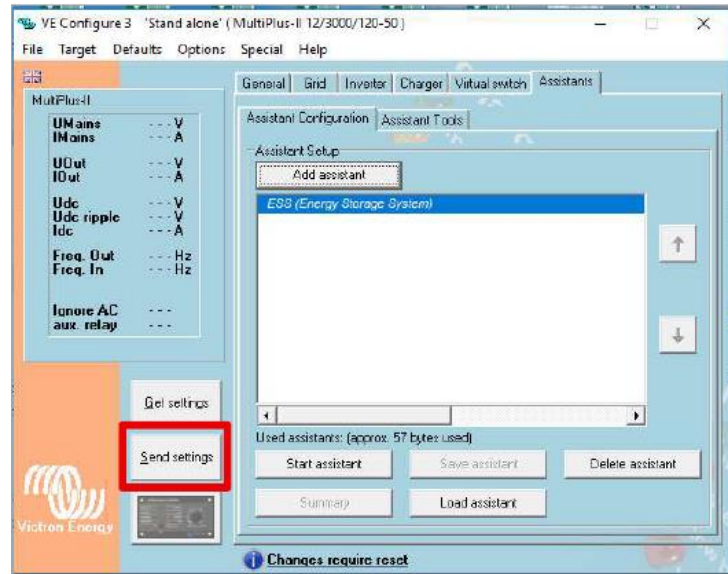 VE Configure 3 'Stand alone' ( MultiPlus-II 12/3000/120-50 )
File Target Defaults Options Special Help
MultiPlus-II
UMains - - - V
IMains - - - A
UOut - - - V
IOut - - - A
Udc - - - V
Udc ripple - - - V
Idc - - - A
Freq. Out - - - Hz
Freq. In - - - Hz
Ignore AC - - -
aux. relay - - -
Get settings
Send settings
Victron Energy
General Grid Inverter Charger Virtual switch Assistants
Assistant Configuration Assistant Tools
Assistant Setup
Add assistant
ESS (Energy Storage System)
Used assistants: (approx. 57 bytes used)
Start assistant Save assistant Delete assistant
Summary Load assistant
Changes require reset